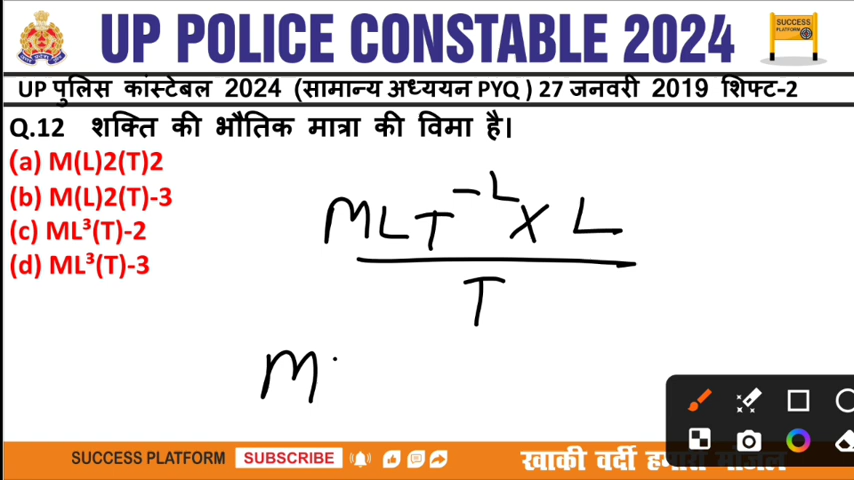 SUCCESS
PLATFORM
UP POLICE CONSTABLE 2024
UP पुलिस कांस्टेबल 2024 (सामान्य अध्ययन PYQ ) 27 जनवरी 2019 शिफ्ट-2
Q.12 शक्ति की भौतिक मात्रा की विमा है।
(a) M(L)2(T)2
(b) M(L)2(T)-3
(c) ML³(T)-2
(d) ML³(T)-3
MLT⁻ᴸ X L
T
M
SUCCESS PLATFORM SUBSCRIBE खाकी वर्दी हमारी मंजिल